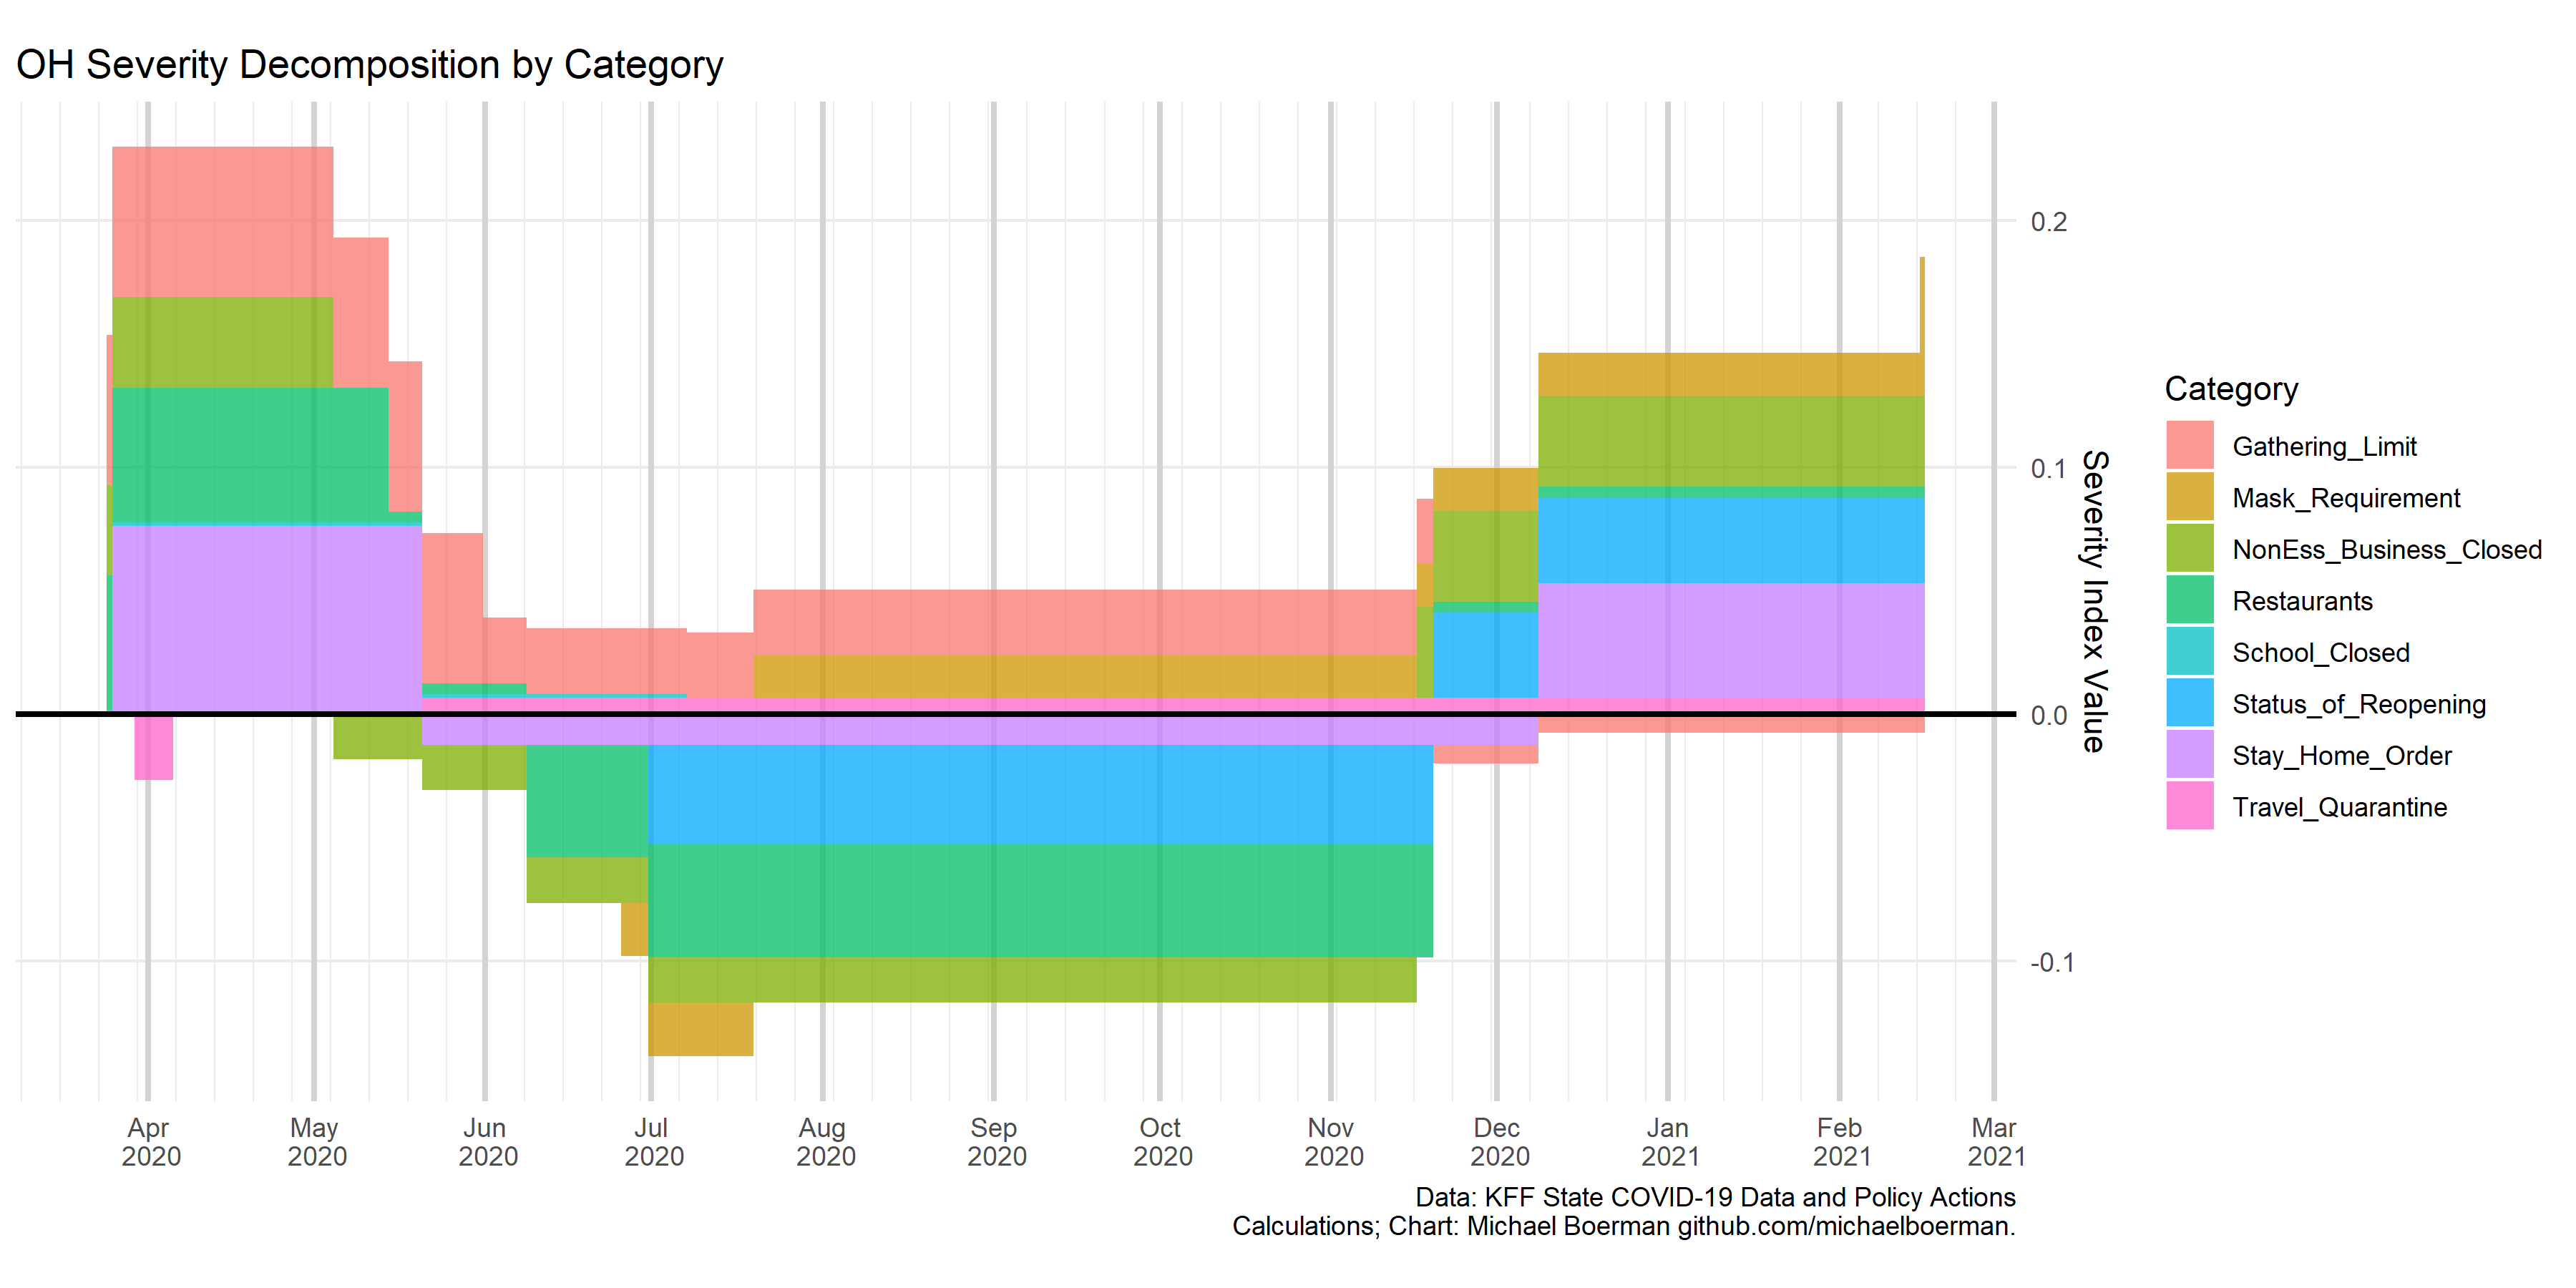 OH Severity Decomposition by Category
0.2
0.1
0.0
-0.1
Severity Index Value
Category
Gathering_Limit
Mask_Requirement
NonEss_Business_Closed
Restaurants
School_Closed
Status_of_Reopening
Stay_Home_Order
Travel_Quarantine
Apr May Jun Jul Aug Sep Oct Nov Dec Jan Feb Mar
2020 2020 2020 2020 2020 2020 2020 2020 2020 2021 2021 2021
Data: KFF State COVID-19 Data and Policy Actions
Calculations; Chart: Michael Boerman github.com/michaelboerman.